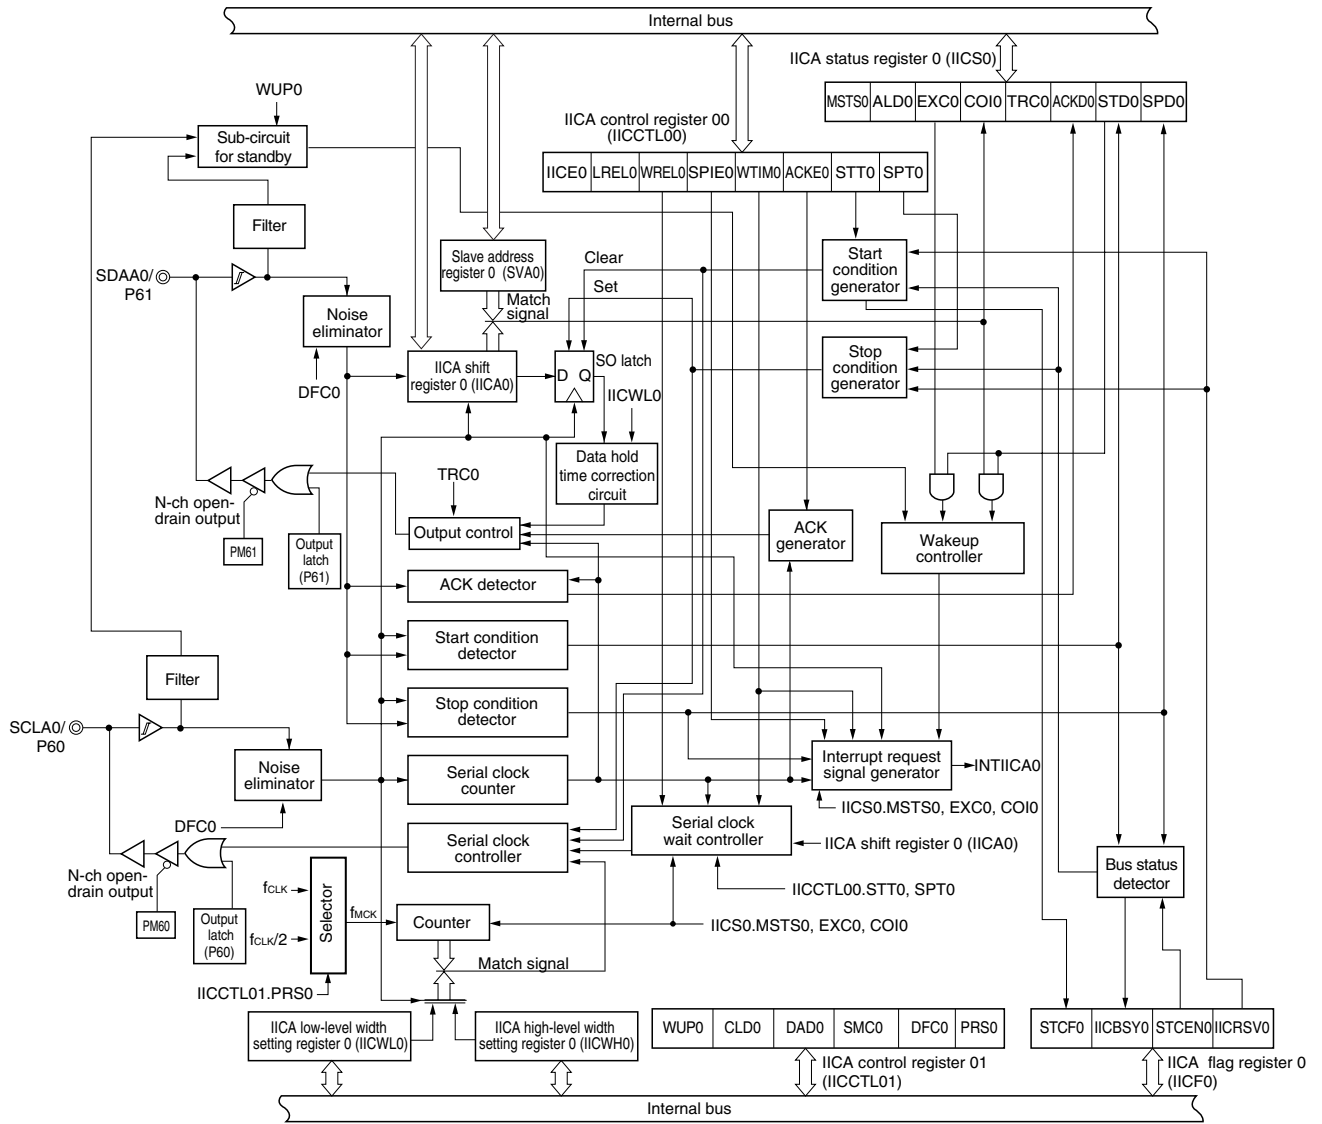 Internal bus
IICA status register 0 (IICS0)
MSTS0 ALD0 EXC0 COI0 TRC0 ACKD0 STD0 SPD0
WUP0
Sub-circuit
for standby
IICA control register 00
(IICCTL00)
IICE0 LREL0 WREL0 SPIE0 WTIM0 ACKE0 STT0 SPT0
Filter
SDAA0/
P61
Slave address
register 0 (SVA0)
Clear
Set
Start
condition
generator
Match
signal
Noise
eliminator
DFC0
IICA shift
register 0 (IICA0)
D Q
SO latch
IICWL0
Stop
condition
generator
Data hold
time correction
circuit
TRC0
N-ch open-
drain output
PM61
Output
latch
(P61)
Output control
ACK
generator
Wakeup
controller
ACK detector
Start condition
detector
Filter
Stop condition
detector
SCLA0/
P60
Noise
eliminator
DFC0
Serial clock
counter
Interrupt request
signal generator
INTIICA0
IICS0.MSTS0, EXC0, COI0
Serial clock
wait controller
IICA shift register 0 (IICA0)
Serial clock
controller
IICCTL00.STT0, SPT0
Bus status
detector
N-ch open-
drain output
PM60
Output
latch
(P60)
fCLK
fCLK/2
Selector
fMCK
Counter
IICS0.MSTS0, EXC0, COI0
Match signal
IICCTL01.PRS0
IICA low-level width
setting register 0 (IICWL0)
IICA high-level width
setting register 0 (IICWH0)
WUP0 CLD0 DAD0 SMC0 DFC0 PRS0
IICA control register 01
(IICCTL01)
STCF0 IICBSY0 STCEN0 IICRSV0
IICA flag register 0
(IICF0)
Internal bus